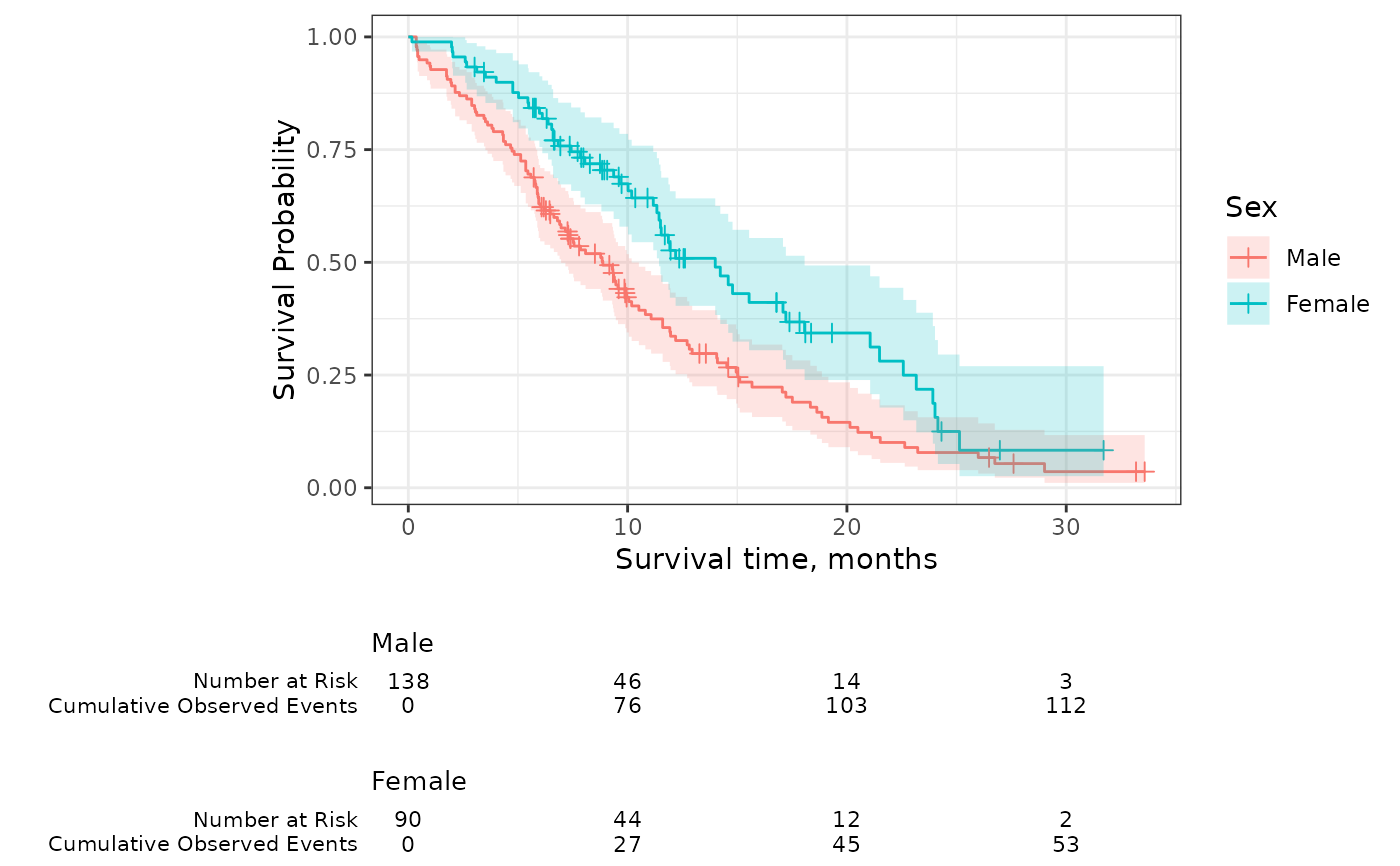 1.00
0.75
0.50
0.25
0.00
Survival Probability
0 10 20 30
Survival time, months
Sex
Male
Female
Male
Number at Risk 138 46 14 3
Cumulative Observed Events 0 76 103 112
Female
Number at Risk 90 44 12 2
Cumulative Observed Events 0 27 45 53